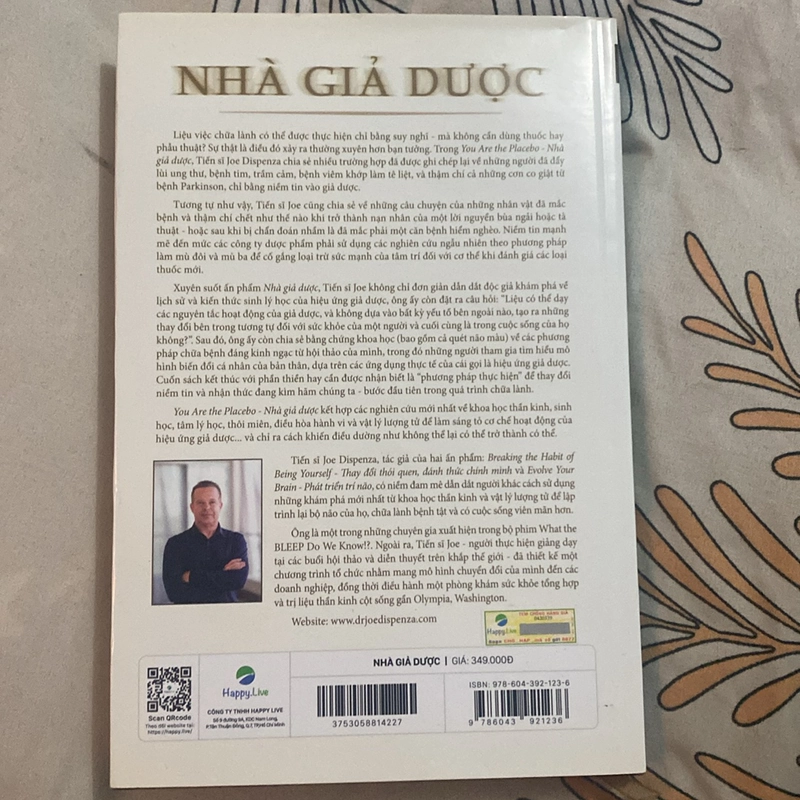 NHÀ GIẢ DƯỢC
Liệu việc chữa lành có thể được thực hiện chỉ bằng suy nghĩ - mà không cần dùng thuốc hay
phẫu thuật? Sự thật là điều đó xảy ra thường xuyên hơn bạn tưởng. Trong You Are the Placebo - Nhà
giả dược, Tiến sĩ Joe Dispenza chia sẻ nhiều trường hợp đã được ghi chép lại về những người đã đẩy
lùi ung thư, bệnh tim, trầm cảm, bệnh viêm khớp làm tê liệt, và thậm chí cả những cơn co giật từ
bệnh Parkinson, chỉ bằng niềm tin vào giả dược.
Tương tự như vậy, Tiến sĩ Joe cũng chia sẻ về những câu chuyện của những nhân vật đã mắc
bệnh và thậm chí chết như thế nào khi trở thành nạn nhân của một lời nguyền bùa ngải hoặc tà
thuật - hoặc sau khi bị chẩn đoán nhầm là đã mắc phải một căn bệnh hiểm nghèo. Niềm tin mạnh
mẽ đến mức các công ty dược phẩm phải sử dụng các nghiên cứu ngẫu nhiên theo phương pháp
làm mù đôi và mù ba để cố gắng loại trừ sức mạnh của tâm trí đối với cơ thể khi đánh giá các loại
thuốc mới.
Xuyên suốt ấn phẩm Nhà giả dược, Tiến sĩ Joe không chỉ đơn giản dẫn dắt độc giả khám phá về
lịch sử và kiến thức sinh lý học của hiệu ứng giả dược, ông ấy còn đặt ra câu hỏi: "Liệu có thể dạy
các nguyên tắc hoạt động của giả dược, và không dựa vào bất kỳ yếu tố bên ngoài nào, tạo ra những
thay đổi bên trong tương tự đối với sức khỏe của một người và cuối cùng là trong cuộc sống của họ
không?". Sau đó, ông ấy còn chia sẻ bằng chứng khoa học (bao gồm cả quét não màu) về các phương
pháp chữa bệnh đáng kinh ngạc từ hội thảo của mình, trong đó những người tham gia tìm hiểu mô
hình biến đổi cá nhân của bản thân, dựa trên các ứng dụng thực tế của cái gọi là hiệu ứng giả dược.
Cuốn sách kết thúc với phần thiền hay cần được nhận biết là "phương pháp thực hiện" để thay đổi
niềm tin và nhận thức đang kìm hãm chúng ta - bước đầu tiên trong quá trình chữa lành.
You Are the Placebo - Nhà giả dược kết hợp các nghiên cứu mới nhất về khoa học thần kinh, sinh
học, tâm lý học, thôi miên, điều hòa hành vi và vật lý lượng tử để làm sáng tỏ cơ chế hoạt động của
hiệu ứng giả dược... và chỉ ra cách khiến điều dường như không thể lại có thể trở thành có thể.
Tiến sĩ Joe Dispenza, tác giả của hai ấn phẩm: Breaking the Habit of
Being Yourself - Thay đổi thói quen, đánh thức chính mình và Evolve Your
Brain - Phát triển trí não, có niềm đam mê dẫn dắt người khác cách sử dụng
những khám phá mới nhất từ khoa học thần kinh và vật lý lượng tử để lập
trình lại bộ não của họ, chữa lành bệnh tật và có cuộc sống viên mãn hơn.
Ông là một trong những chuyên gia xuất hiện trong bộ phim What the
BLEEP Do We Know!?. Ngoài ra, Tiến sĩ Joe - người thực hiện giảng dạy
tại các buổi hội thảo và diễn thuyết trên khắp thế giới - đã thiết kế một
chương trình tổ chức nhằm mang mô hình chuyển đổi của mình đến các
doanh nghiệp, đồng thời điều hành một phòng khám sức khỏe tổng hợp
và trị liệu thần kinh cột sống gần Olympia, Washington.
Website: www.drjoedispenza.com
TEM CHỐNG HÀNG GIẢ
Happy.Live
NHÀ GIẢ DƯỢC | GIÁ: 349.000Đ
Scan QRcode
Theo dõi website tại:
https://happy.live/
Happy.Live
CÔNG TY TNHH HAPPY LIVE
Số 9 đường 9A, KDC Nam Long,
P.Tân Thuận Đông, Q.7, TP.Hồ Chí Minh
3753058814227
ISBN: 978-604-392-123-6
9 786043 921236